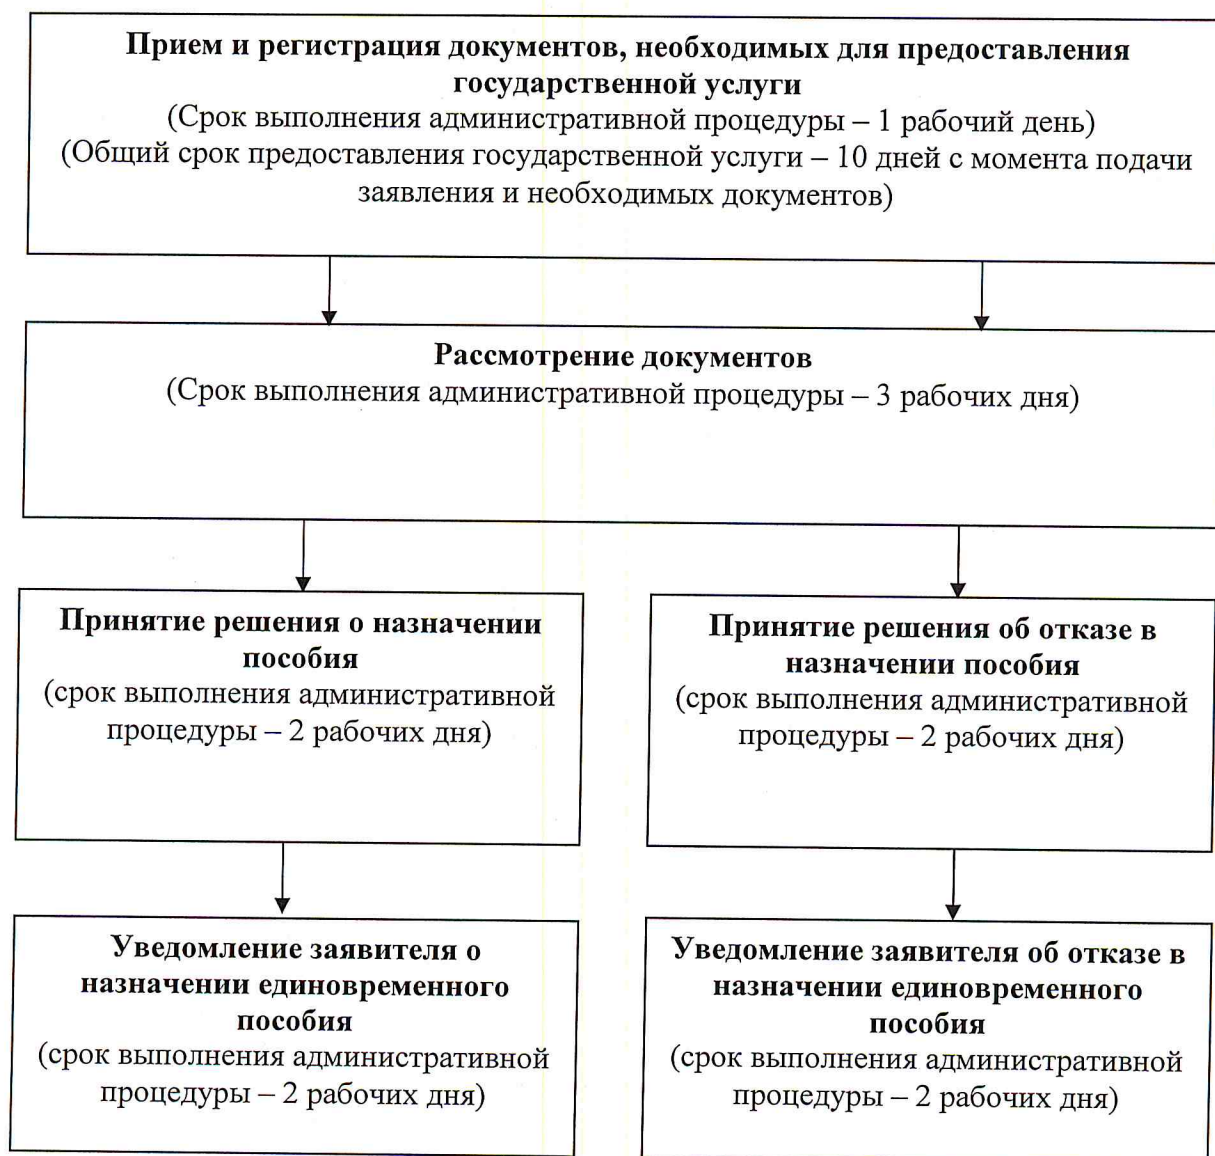 Прием и регистрация документов, необходимых для предоставления
государственной услуги
(Срок выполнения административной процедуры – 1 рабочий день)
(Общий срок предоставления государственной услуги – 10 дней с момента подачи
заявления и необходимых документов)
Рассмотрение документов
(Срок выполнения административной процедуры – 3 рабочих дня)
Принятие решения о назначении
пособия
(срок выполнения административной
процедуры – 2 рабочих дня)
Принятие решения об отказе в
назначении пособия
(срок выполнения административной
процедуры – 2 рабочих дня)
Уведомление заявителя о
назначении единовременного
пособия
(срок выполнения административной
процедуры – 2 рабочих дня)
Уведомление заявителя об отказе в
назначении единовременного
пособия
(срок выполнения административной
процедуры – 2 рабочих дня)